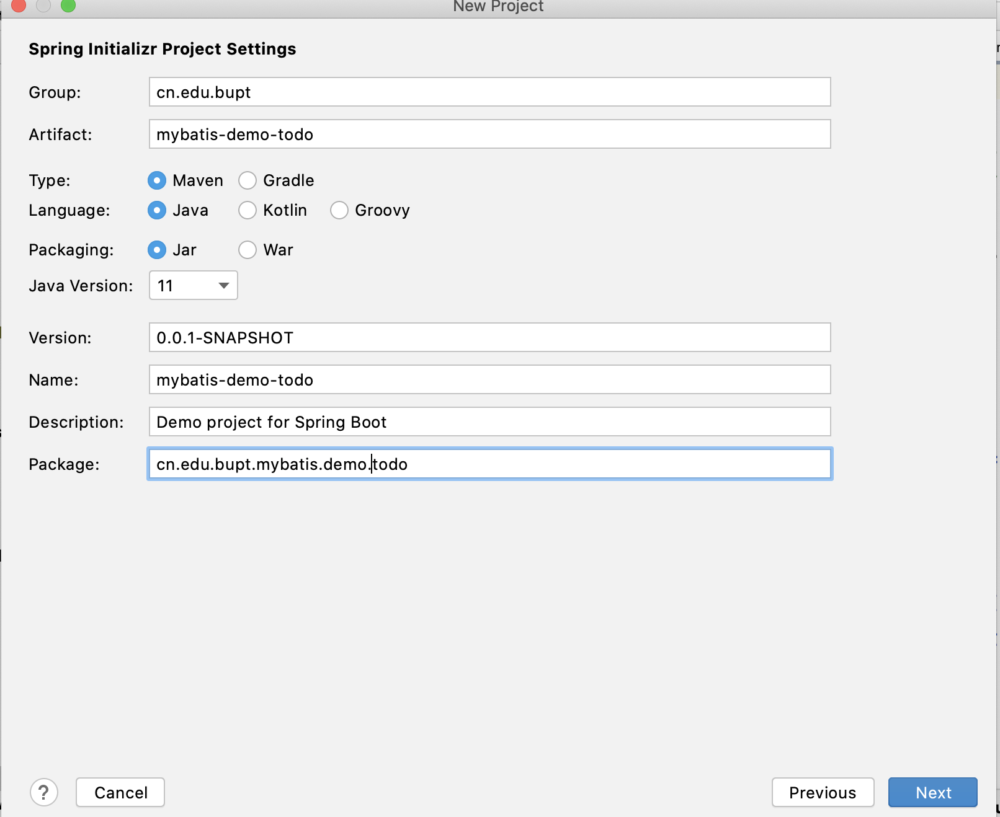 New Project
Spring Initializr Project Settings
Group: cn.edu.bupt
Artifact: mybatis-demo-todo
Type: Maven Gradle
Language: Java Kotlin Groovy
Packaging: Jar War
Java Version: 11
Version: 0.0.1-SNAPSHOT
Name: mybatis-demo-todo
Description: Demo project for Spring Boot
Package: cn.edu.bupt.mybatis.demo.todo
? Cancel Previous Next